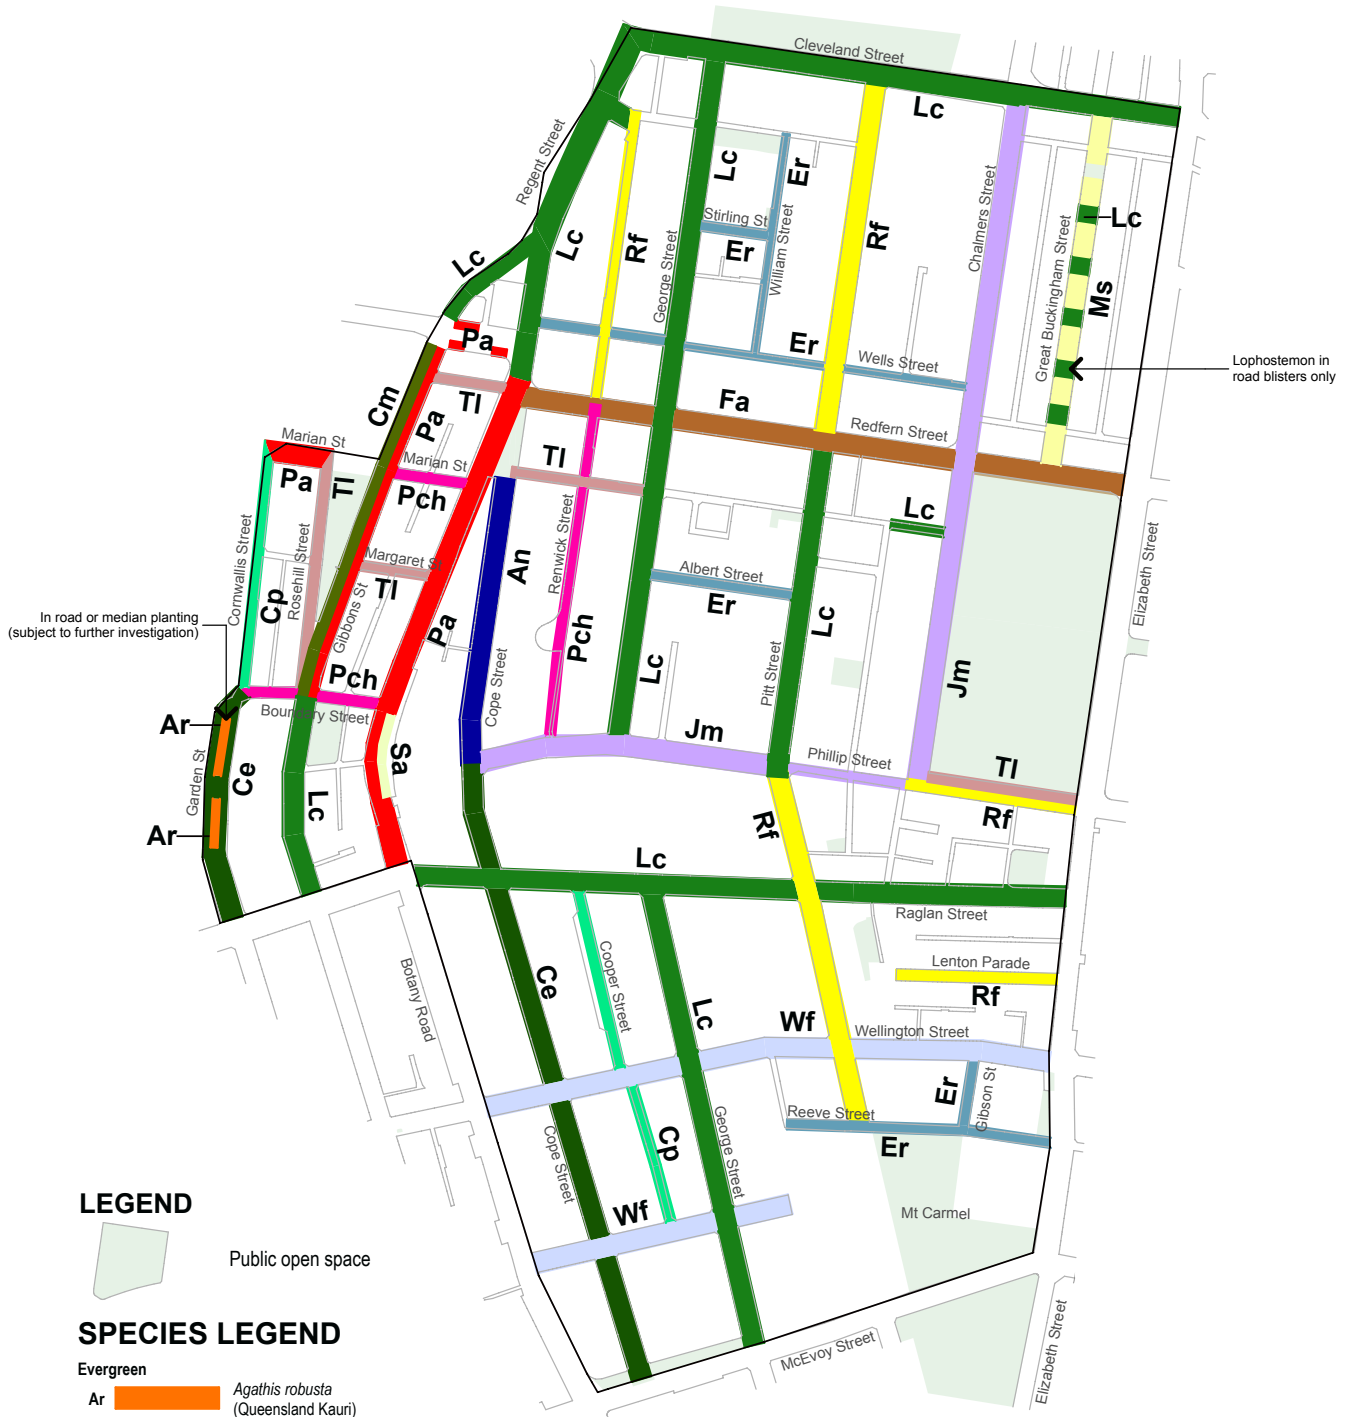 Cleveland Street
Lc
Regent Street
Lc
Er
Chalmers Street
Stirling St
Er
William Street
Rf
Great Buckingham Street
Lc
Lc
Lc
Rf
George Street
Ms
Pa
Er
Wells Street
Lophostemon in
road blisters only
Cm
Tl
Pa
Fa
Redfern Street
Marian St
Pa
Tl
Marian St
Pch
Tl
Lc
Cornwallis Street
Rosehill Street
Cp
Margaret St
Tl
Gibbons St
An
Renwick Street
Albert Street
Er
Elizabeth Street
In road or median planting
(subject to further investigation)
Pa
Pch
Lc
Lc
Pitt Street
Jm
Pch
Boundary Street
Cope Street
Jm
Phillip Street
Tl
Ar
Garden St
Ce
Sa
Lc
Ar
Rf
Rf
Lc
Raglan Street
Botany Road
Ce
Cooper Street
Lc
Lenton Parade
Rf
Wf
Wellington Street
Er
Gibson St
Reeve Street
Er
Cope Street
Cp
George Street
Wf
Mt Carmel
McEvoy Street
Elizabeth Street
LEGEND
Public open space
SPECIES LEGEND
Evergreen
Ar
Agathis robusta
(Queensland Kauri)